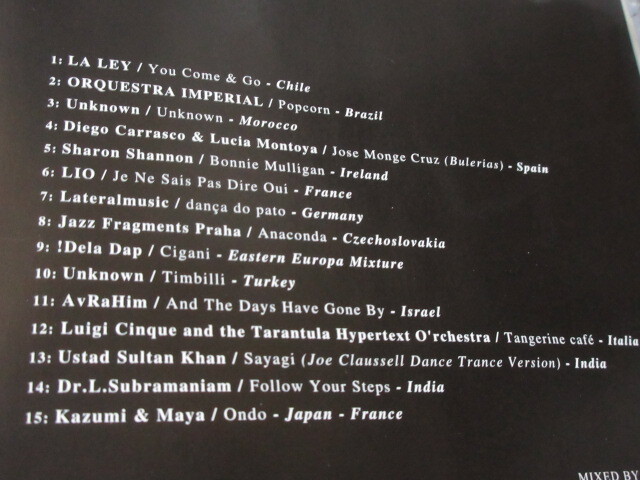 1: LA LEY / You Come & Go - Chile
2: ORQUESTRA IMPERIAL / Popcorn - Brazil
3: Unknown / Unknown - Morocco
4: Diego Carrasco & Lucia Montoya / Jose Monge Cruz (Bulerias) - Spain
5: Sharon Shannon / Bonnie Mulligan - Ireland
6: LIO / Je Ne Sais Pas Dire Oui - France
7: Lateralmusic / dança do pato - Germany
8: Jazz Fragments Praha / Anaconda - Czechoslovakia
9: !Dela Dap / Cigani - Eastern Europa Mixture
10: Unknown / Timbilli - Turkey
11: AvRaHim / And The Days Have Gone By - Israel
12: Luigi Cinque and the Tarantula Hypertext O'rchestra / Tangerine café - Italia
13: Ustad Sultan Khan / Sayagi (Joe Claussell Dance Trance Version) - India
14: Dr.L.Subramaniam / Follow Your Steps - India
15: Kazumi & Maya / Ondo - Japan - France
MIXED BY